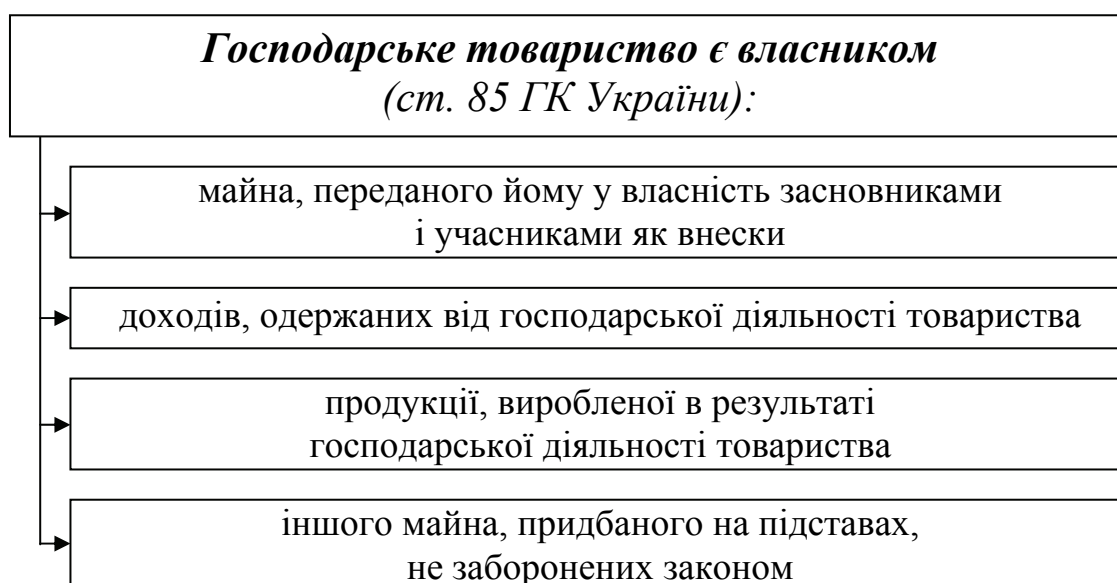 Господарське товариство є власником
(ст. 85 ГК України):
майна, переданого йому у власність засновниками
і учасниками як внески
доходів, одержаних від господарської діяльності товариства
продукції, виробленої в результаті
господарської діяльності товариства
іншого майна, придбаного на підставах,
не заборонених законом